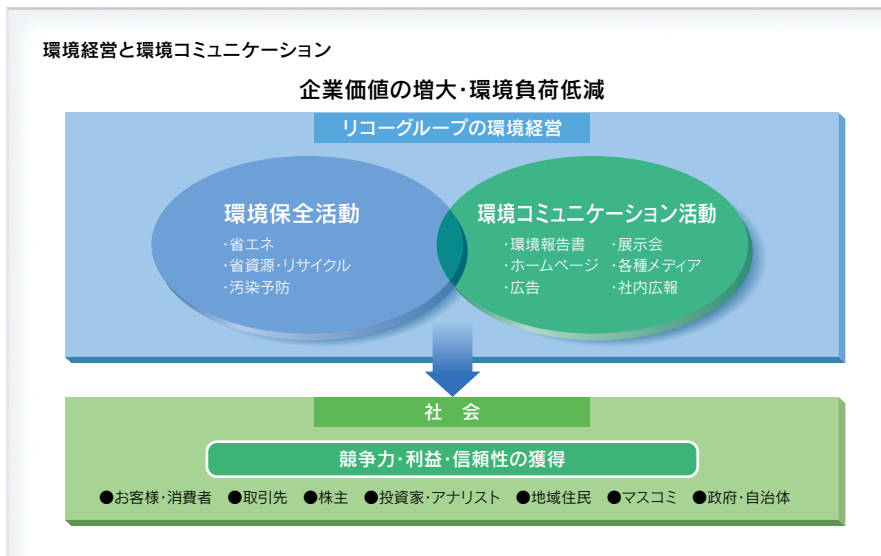 環境経営と環境コミュニケーション
企業価値の増大・環境負荷低減
リコーグループの環境経営
環境保全活動
・省エネ
・省資源・リサイクル
・汚染予防
環境コミュニケーション活動
・環境報告書 ・展示会
・ホームページ ・各種メディア
・広告 ・社内広報
社 会
競争力・利益・信頼性の獲得
●お客様・消費者 ●取引先 ●株主 ●投資家・アナリスト ●地域住民 ●マスコミ ●政府・自治体